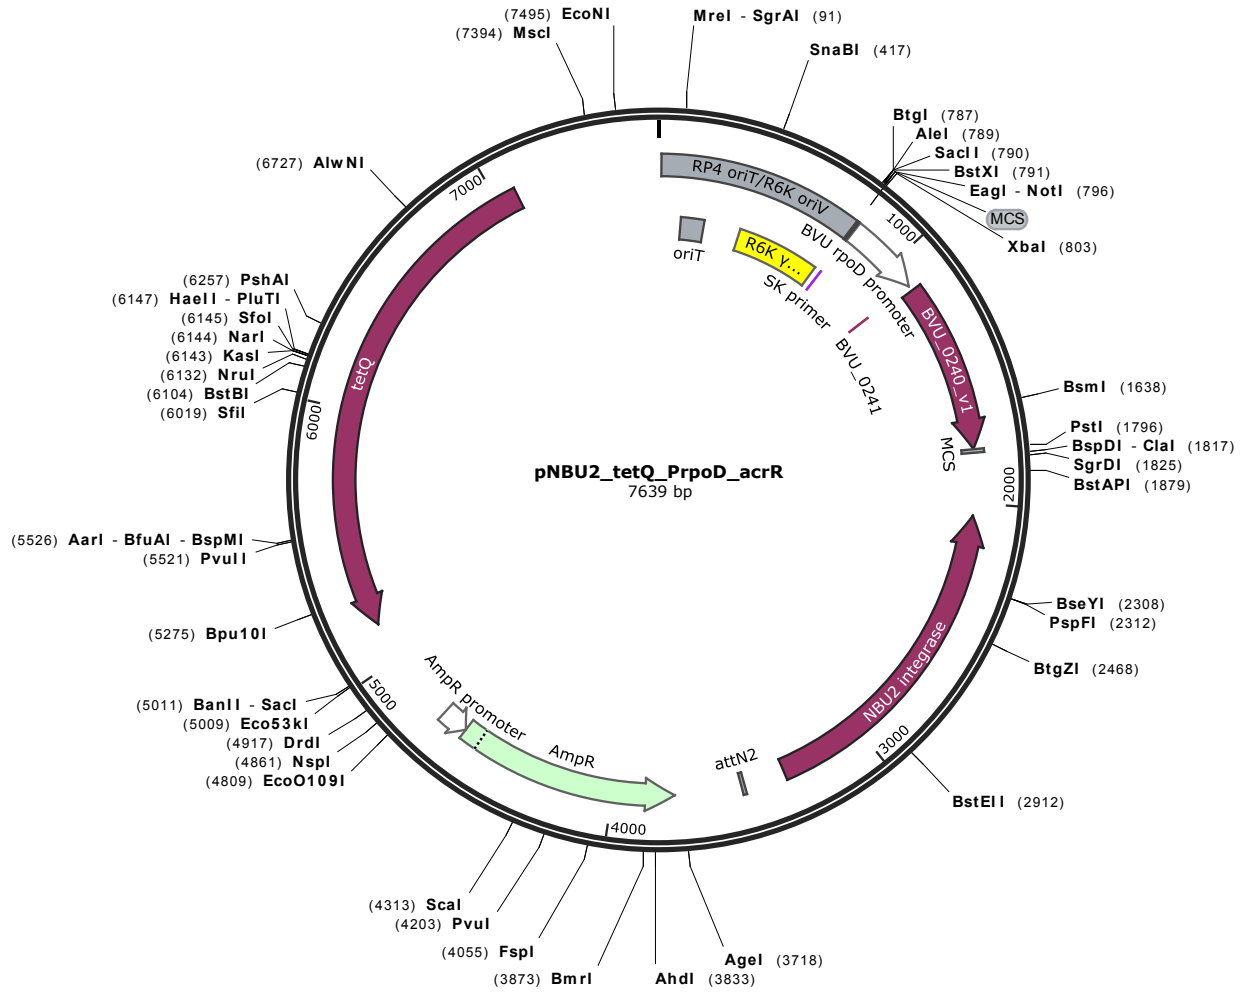 (7495) EcoNI
(7394) MscI
MreI - SgrAI (91)
SnaBI (417)
BtgI (787)
AleI (789)
SacII (790)
BstXI (791)
EagI - NotI (796)
MCS
XbaI (803)
(6727) AlwNI
7000
RP4 oriT/R6K oriV
1000
oriT
R6K γ...
SK primer
BVU rpoD promoter
BVU_0241
BVU_0240_v1
(6257) PshAI
(6147) HaeII - PluTI
(6145) SfoI
(6144) NarI
(6143) KasI
(6132) NruI
(6104) BstBI
(6019) SfiI
tetQ
6000
BsmI (1638)
PstI (1796)
BspDI - ClaI (1817)
SgrDI (1825)
BstAPI (1879)
MCS
2000
pNBU2_tetQ_PrpoD_acrR
7639 bp
(5526) AarI - BfuAI - BspMI
(5521) PvuII
(5275) Bpu10I
BseYI (2308)
PspFI (2312)
BtgZI (2468)
NBU2 integrase
3000
(5011) BanII - SacI
(5009) Eco53kI
(4917) DrdI
(4861) NspI
(4809) EcoO109I
5000
AmpR promoter
AmpR
attN2
BstEII (2912)
4000
(4313) ScaI
(4203) PvuI
(4055) FspI
(3873) BmrI
AhdI (3833)
AgeI (3718)